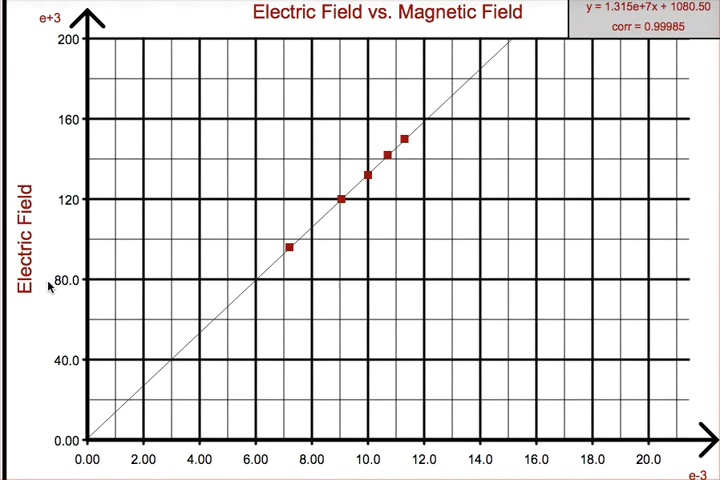 Electric Field vs. Magnetic Field
y = 1.315e+7x + 1080.50
corr = 0.99985
e+3
200
160
120
80.0
40.0
0.00
Electric Field
0.00 2.00 4.00 6.00 8.00 10.0 12.0 14.0 16.0 18.0 20.0
e-3